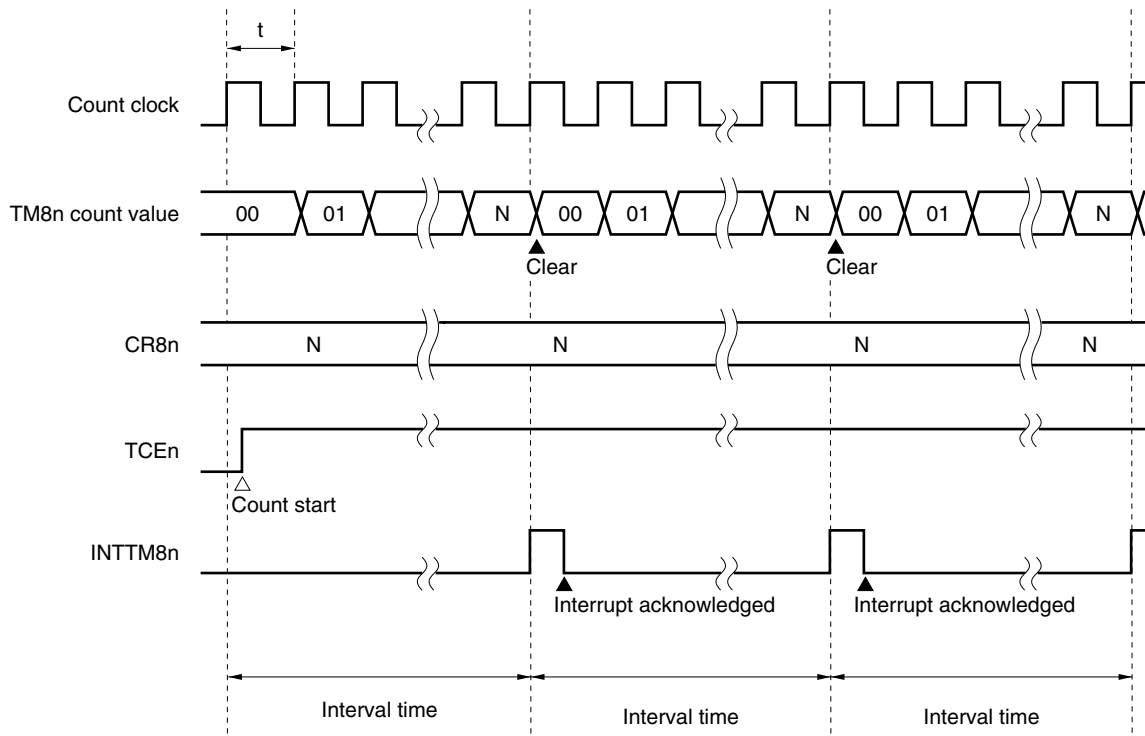 t
Count clock
TM8n count value 00 01 N 00 01 N 00 01 N
Clear Clear
CR8n N N N N
TCEn
Count start
INTTM8n
Interrupt acknowledged Interrupt acknowledged
Interval time Interval time Interval time